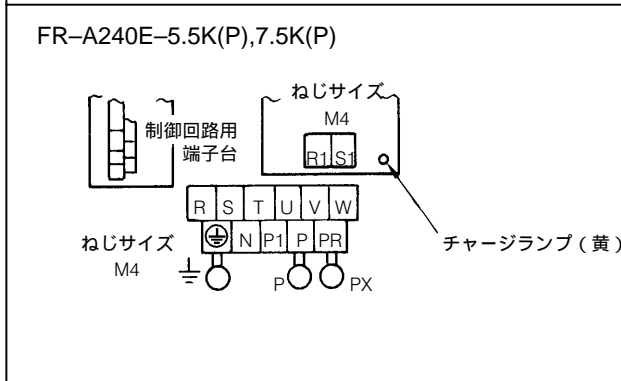 FR–A240E–5.5K(P),7.5K(P)
ねじサイズ
M4
制御回路用
端子台
R1 S1
R S T U V W
N P1 P PR
ねじサイズ
M4
チャージランプ(黄)
P
PX